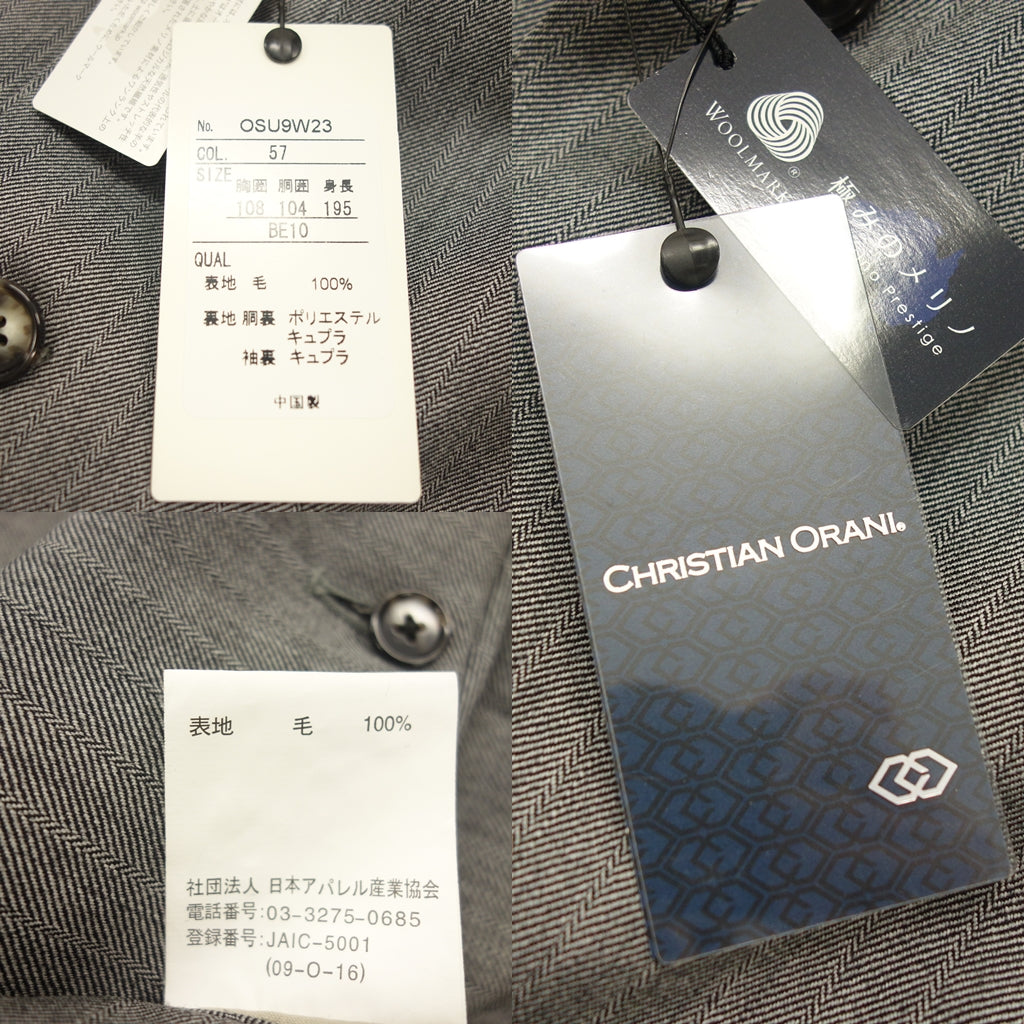 No. OSU9W23
COL. 57
SIZE
胸囲 胴囲 身長
108 104 195
BE10
QUAL
表地 毛 100%
裏地 胴裏 ポリエステル
キュプラ
袖裏 キュプラ
中国製
WOOLMARK
®
極みのメリノ
Prestige
CHRISTIAN ORANI®
表地 毛 100%
社団法人 日本アパレル産業協会
電話番号:03-3275-0685
登録番号:JAIC-5001
(09-O-16)